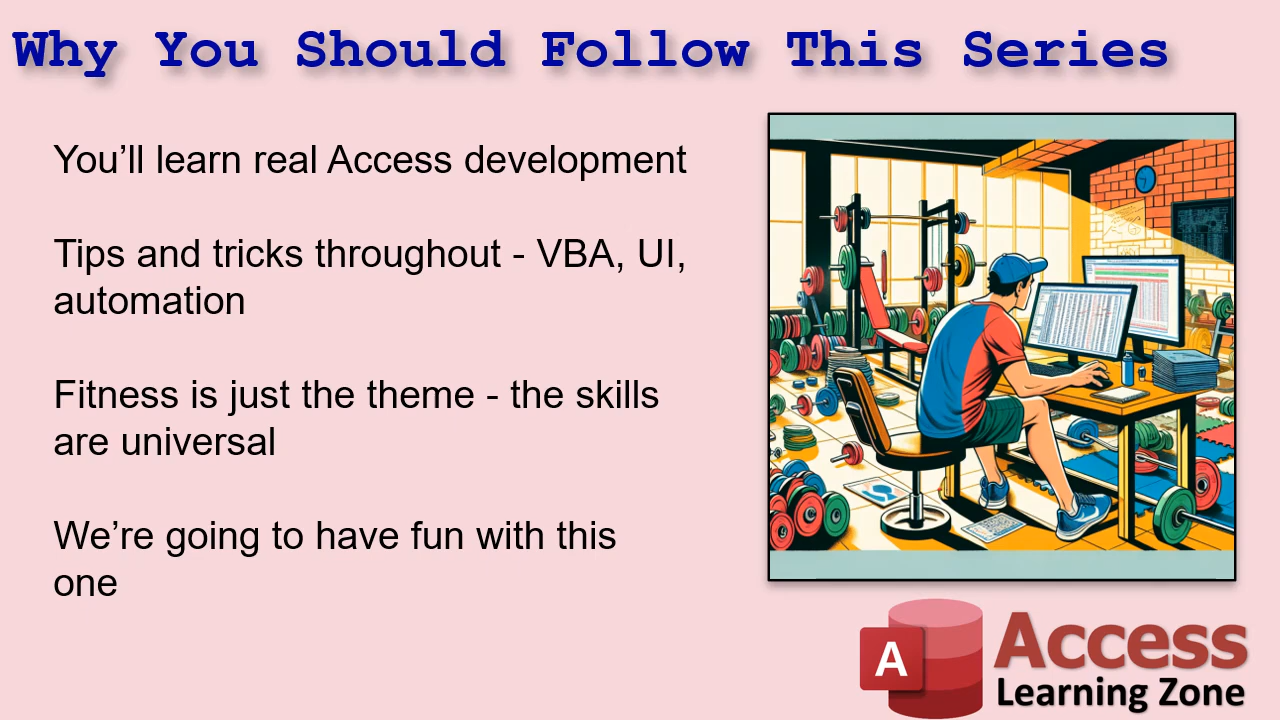 Why You Should Follow This Series
You'll learn real Access development
Tips and tricks throughout - VBA, UI,
automation
Fitness is just the theme - the skills
are universal
We're going to have fun with this
one
A
Access
Learning Zone